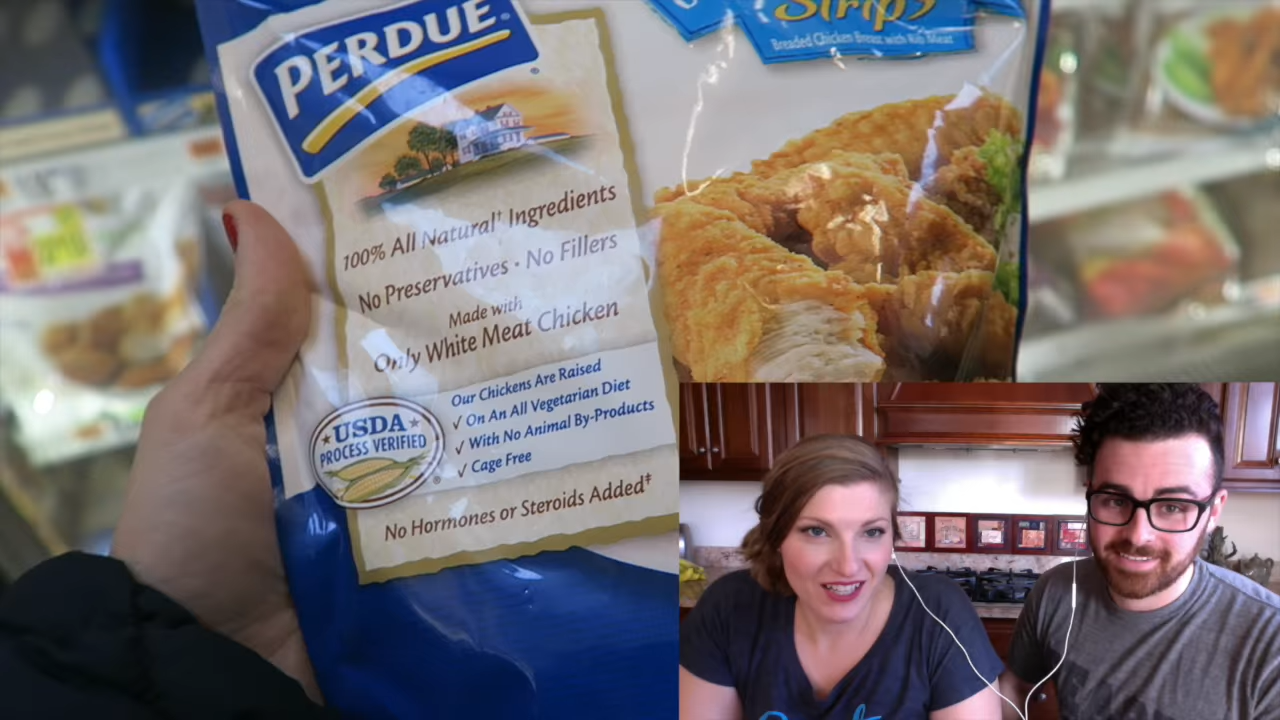 PERDUE®
Strips
Breaded Chicken Breast with Rib Meat
100% All Natural† Ingredients
No Preservatives · No Fillers
Made with
Only White Meat Chicken
USDA
PROCESS VERIFIED
Our Chickens Are Raised
✓ On An All Vegetarian Diet
✓ With No Animal By-Products
✓ Cage Free
No Hormones or Steroids Added‡